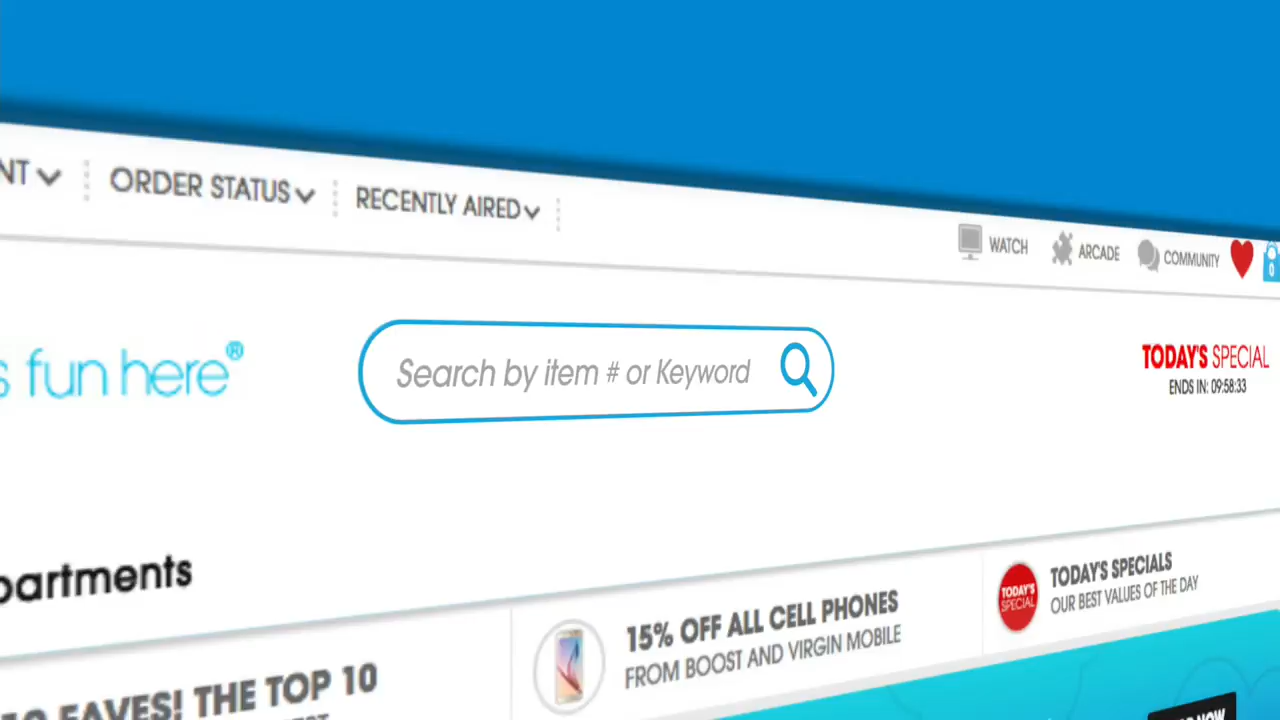 ORDER STATUS
RECENTLY AIRED
WATCH
ARCADE
COMMUNITY
0
fun here®
Search by item # or Keyword
TODAY'S SPECIAL
ENDS IN: 09:58:33
15% OFF ALL CELL PHONES
FROM BOOST AND VIRGIN MOBILE
TODAY'S
SPECIAL
TODAY'S SPECIALS
OUR BEST VALUES OF THE DAY
FAVES! THE TOP 10